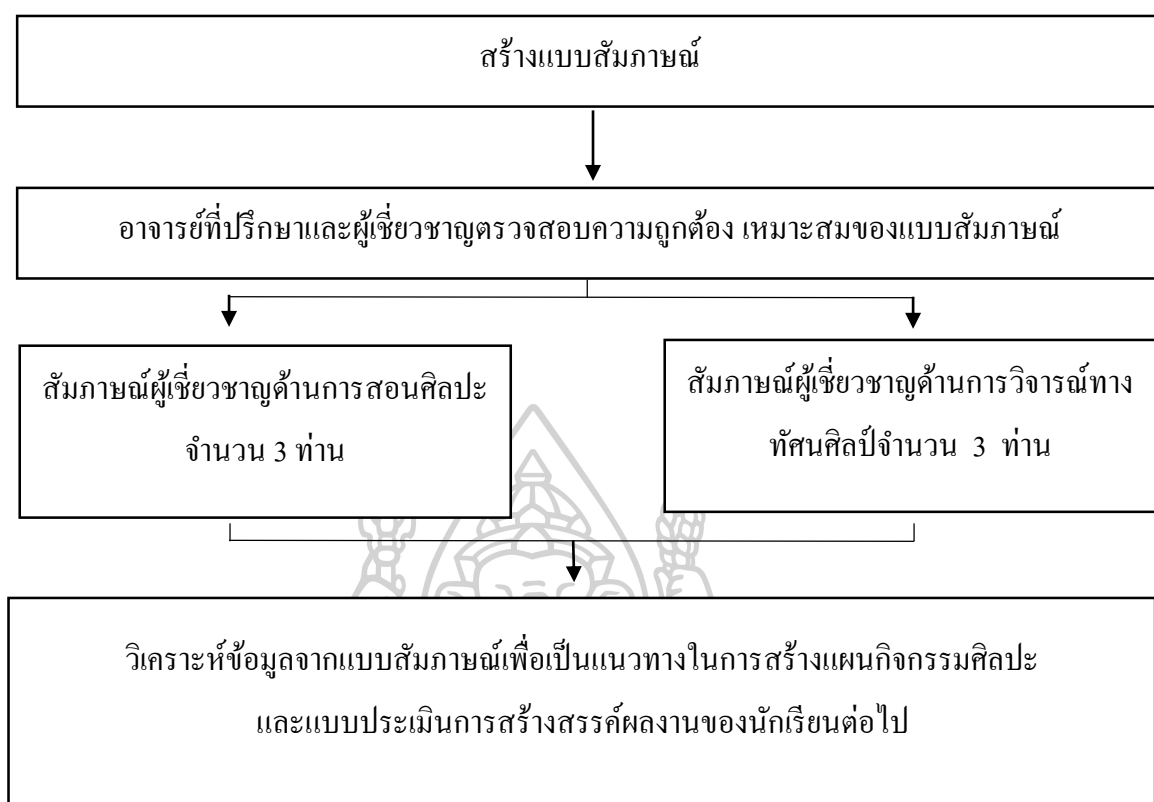 สร้างแบบสัมภาษณ์
อาจารย์ที่ปรึกษาและผู้เชี่ยวชาญตรวจสอบความถูกต้อง เหมาะสมของแบบสัมภาษณ์
สัมภาษณ์ผู้เชี่ยวชาญด้านการสอนศิลปะ
จำนวน 3 ท่าน
สัมภาษณ์ผู้เชี่ยวชาญด้านการวิจารณ์ทาง
ทัศนศิลป์จำนวน 3 ท่าน
วิเคราะห์ข้อมูลจากแบบสัมภาษณ์เพื่อเป็นแนวทางในการสร้างแผนกิจกรรมศิลปะ
และแบบประเมินการสร้างสรรค์ผลงานของนักเรียนต่อไป